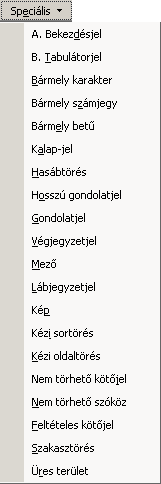 Speciális
A. Bekezdésjel
B. Tabulátorjel
Bármely karakter
Bármely számjegy
Bármely betű
Kalap-jel
Hasábtörés
Hosszú gondolatjel
Gondolatjel
Végjegyzetjel
Mező
Lábjegyzetjel
Kép
Kézi sortörés
Kézi oldaltörés
Nem törhető kötőjel
Nem törhető szóköz
Feltételes kötőjel
Szakasztörés
Üres terület